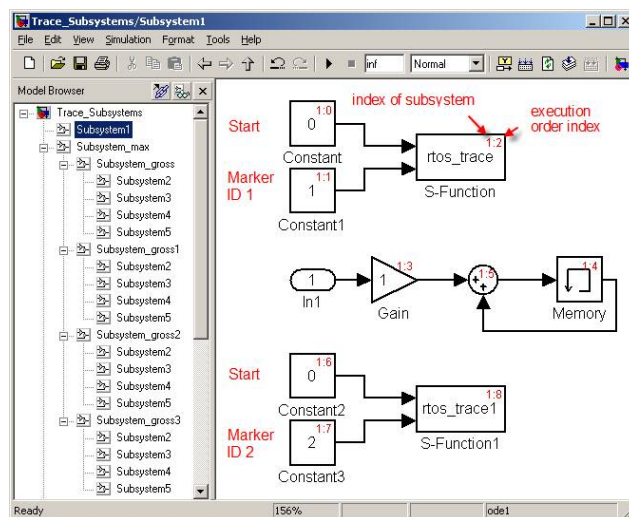 Trace_Subsystems/Subsystem1
File Edit View Simulation Format Tools Help
inf Normal
Model Browser
Trace_Subsystems
Subsystem1
Subsystem_max
Subsystem_gross
Subsystem2
Subsystem3
Subsystem4
Subsystem5
Subsystem_gross1
Subsystem2
Subsystem3
Subsystem4
Subsystem5
Subsystem_gross2
Subsystem2
Subsystem3
Subsystem4
Subsystem5
Subsystem_gross3
Subsystem2
Subsystem3
Subsystem4
Subsystem5
index of subsystem
execution
order index
Start
1:0
0
Constant
Marker
ID 1
1:1
1
Constant1
1:2
rtos_trace
S-Function
1
In1
1:3
1
Gain
1:5
1:4
Memory
Start
1:6
0
Constant2
Marker
ID 2
1:7
2
Constant3
1:8
rtos_trace1
S-Function1
Ready 156% ode1